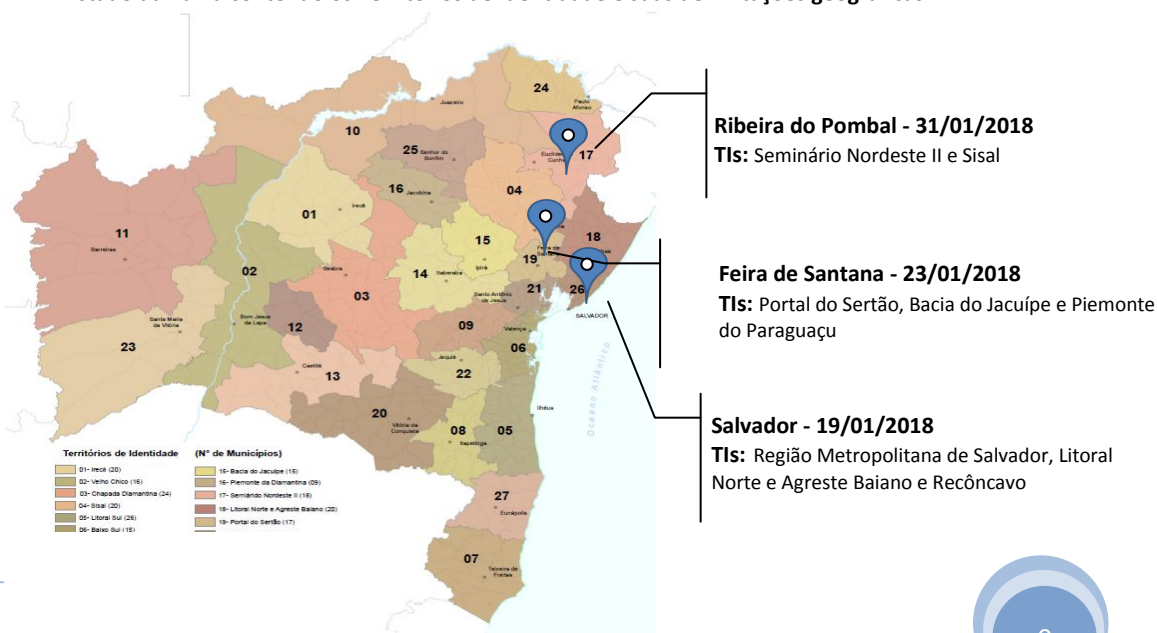 24
Juazeiro
Paulo
Afonso
10
25
Senhor do
Bonfim
Euclides
Cunha
17
16
Jacobina
04
01
Irecê
11
Barreiras
15
18
Ipirá
Feira de
19
14
Itaberaba
02
Seabra
03
Santo Antônio
de Jesus
21
26
SALVADOR
Santa Maria
da Vitória
Bom Jesus
da Lapa
12
09
Valença
06
23
Jequié
22
Caetité
13
Oceano Atlântico
20
Vitória da
Conquista
08
05
Ilhéus
Itapetinga
27
Eunápolis
07
Teixeira de
Freitas
Ribeira do Pombal - 31/01/2018
TIs: Seminário Nordeste II e Sisal
Feira de Santana - 23/01/2018
TIs: Portal do Sertão, Bacia do Jacuípe e Piemonte
do Paraguaçu
Salvador - 19/01/2018
TIs: Região Metropolitana de Salvador, Litoral
Norte e Agreste Baiano e Recôncavo
Territórios de Identidade (N° de Municípios)
01- Irecê (20)
02- Velho Chico (16)
03- Chapada Diamantina (24)
04- Sisal (20)
05- Litoral Sul (26)
06- Baixo Sul (15)
15- Bacia do Jacuípe (15)
16- Piemonte da Diamantina (09)
17- Semiárido Nordeste II (18)
18- Litoral Norte e Agreste Baiano (20)
19- Portal do Sertão (17)